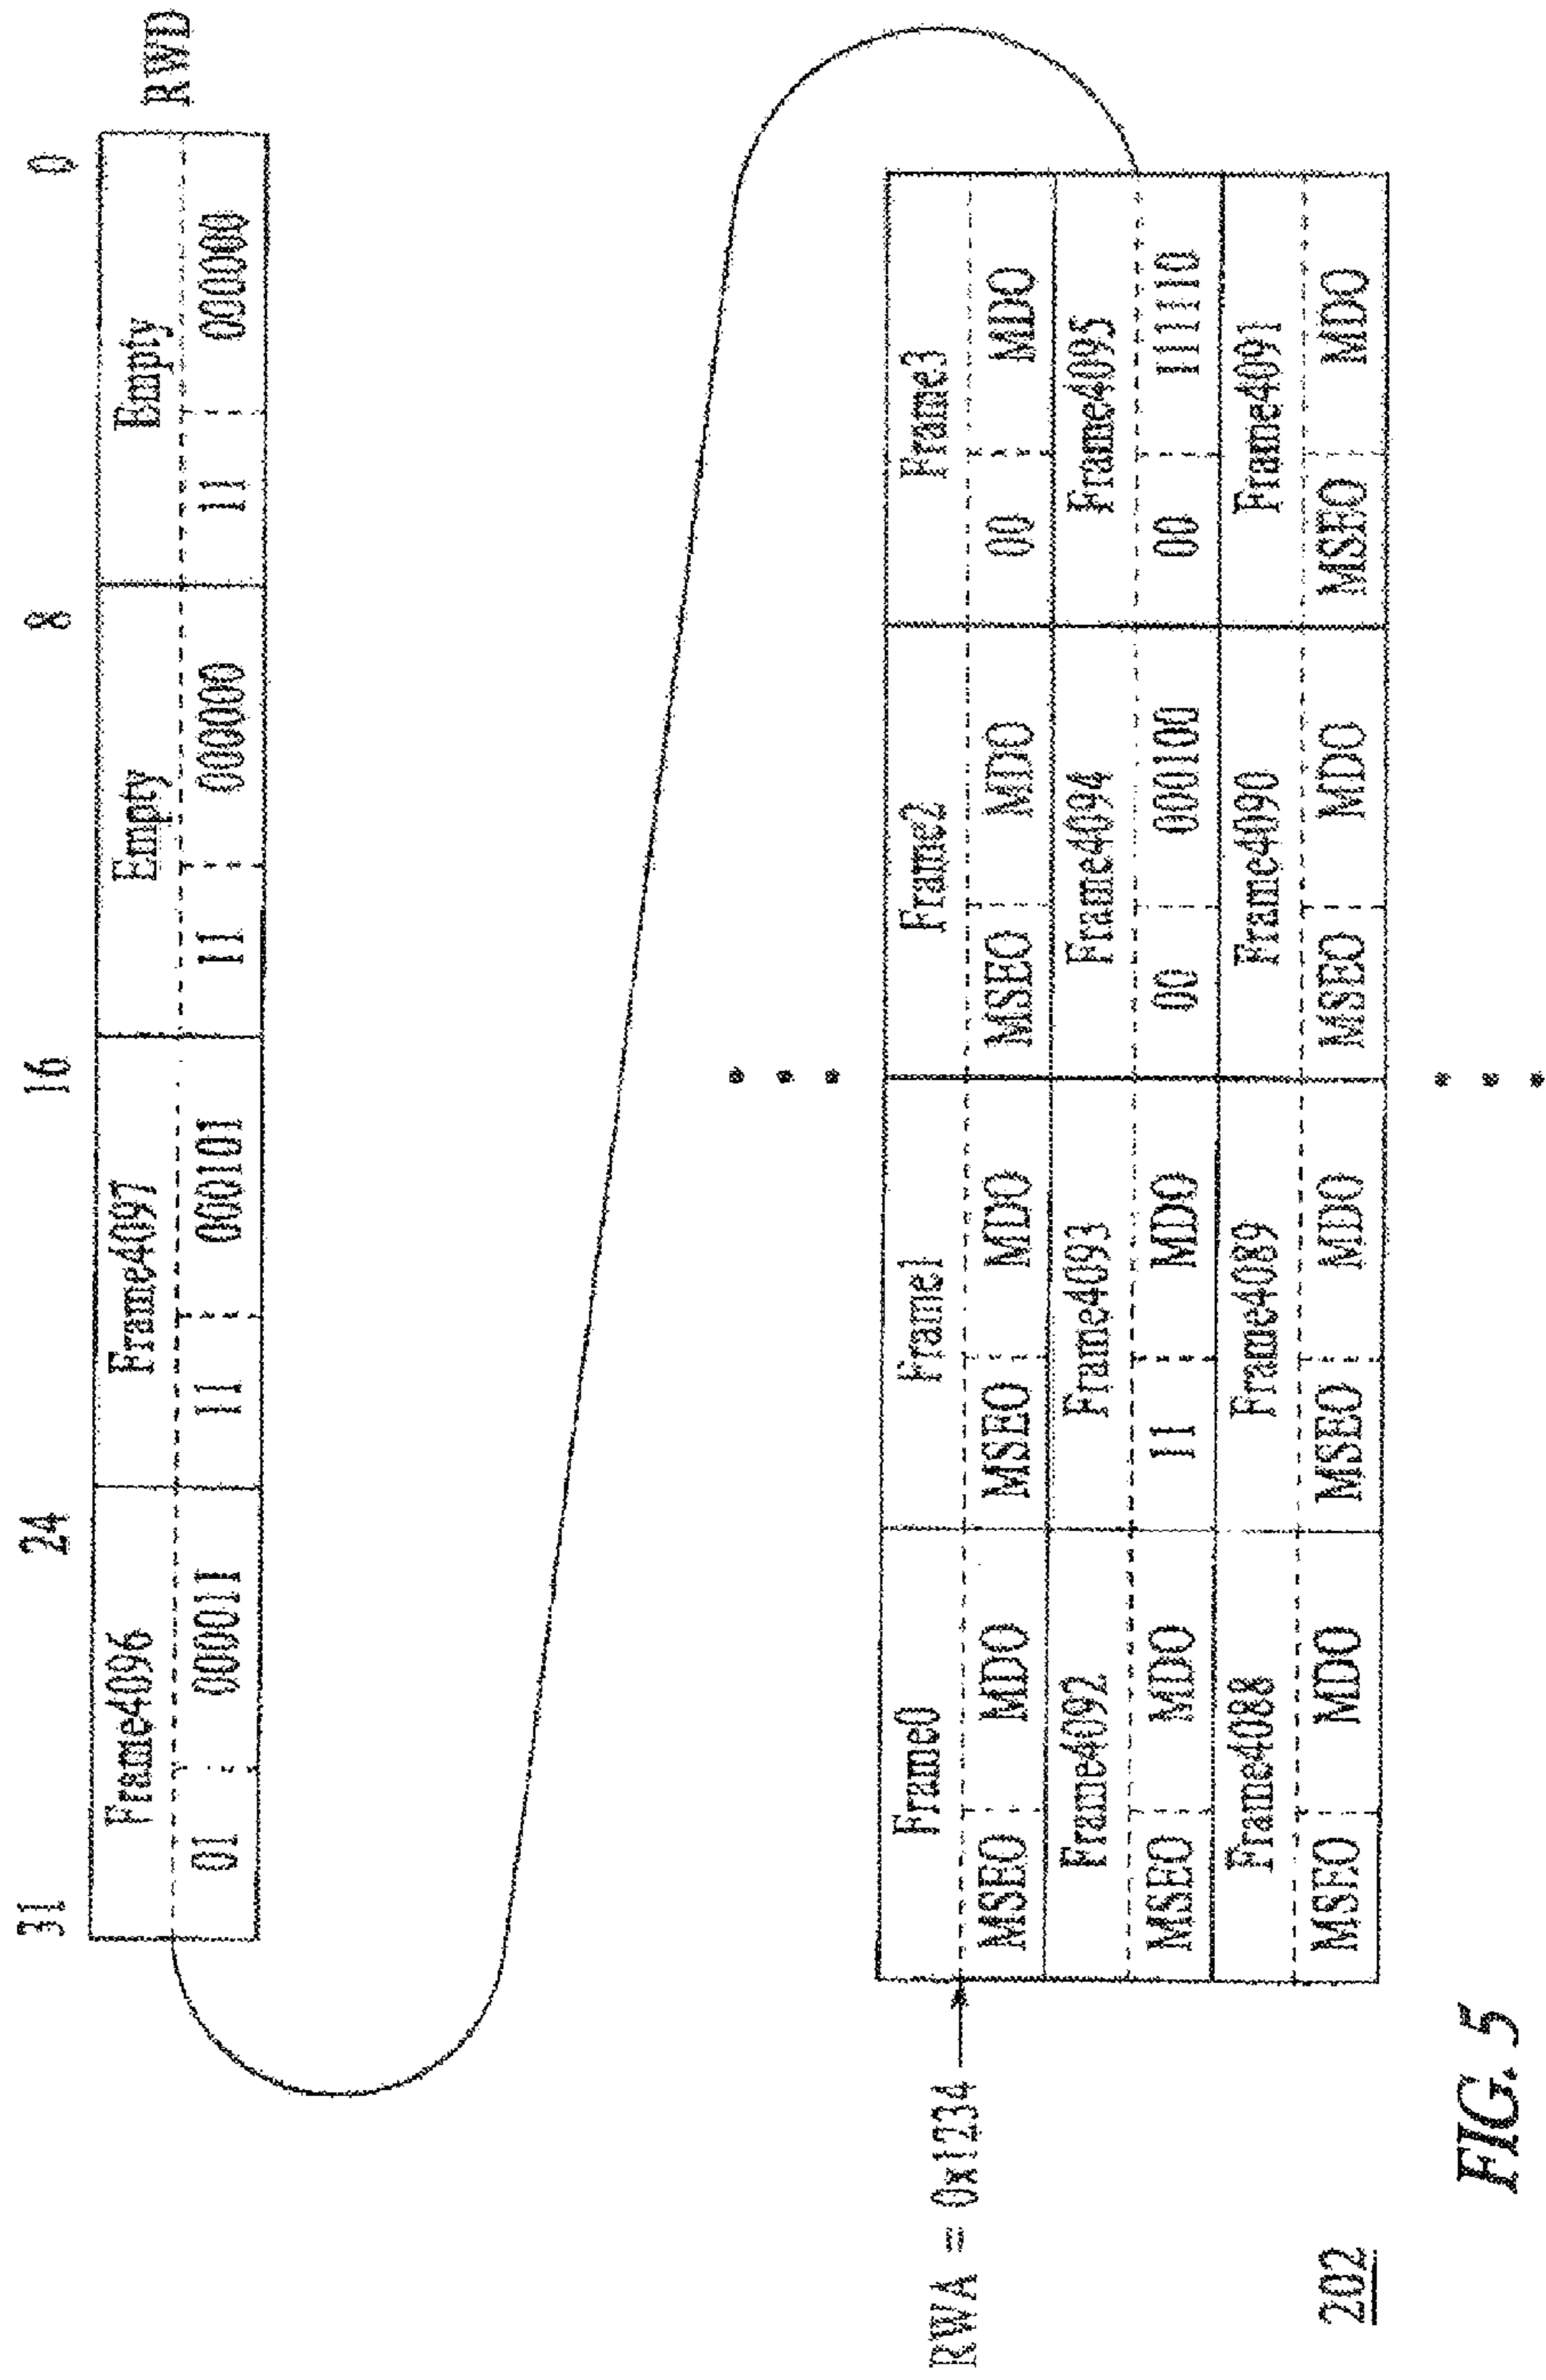 31 24 16 8 0
Frame4096 Frame4097 Empty Empty
RWD
01 000011 11 000101 11 000000 11 000000
Frame0 Frame1 Frame2 Frame3
RWA = 0x1234
MSEO MDO MSEO MDO MSEO MDO 00 MDO
Frame4092 Frame4093 Frame4094 Frame4095
MSEO MDO 11 MDO 00 000100 00 111110
Frame4088 Frame4089 Frame4090 Frame4091
MSEO MDO MSEO MDO MSEO MDO MSEO MDO
202
FIG. 5